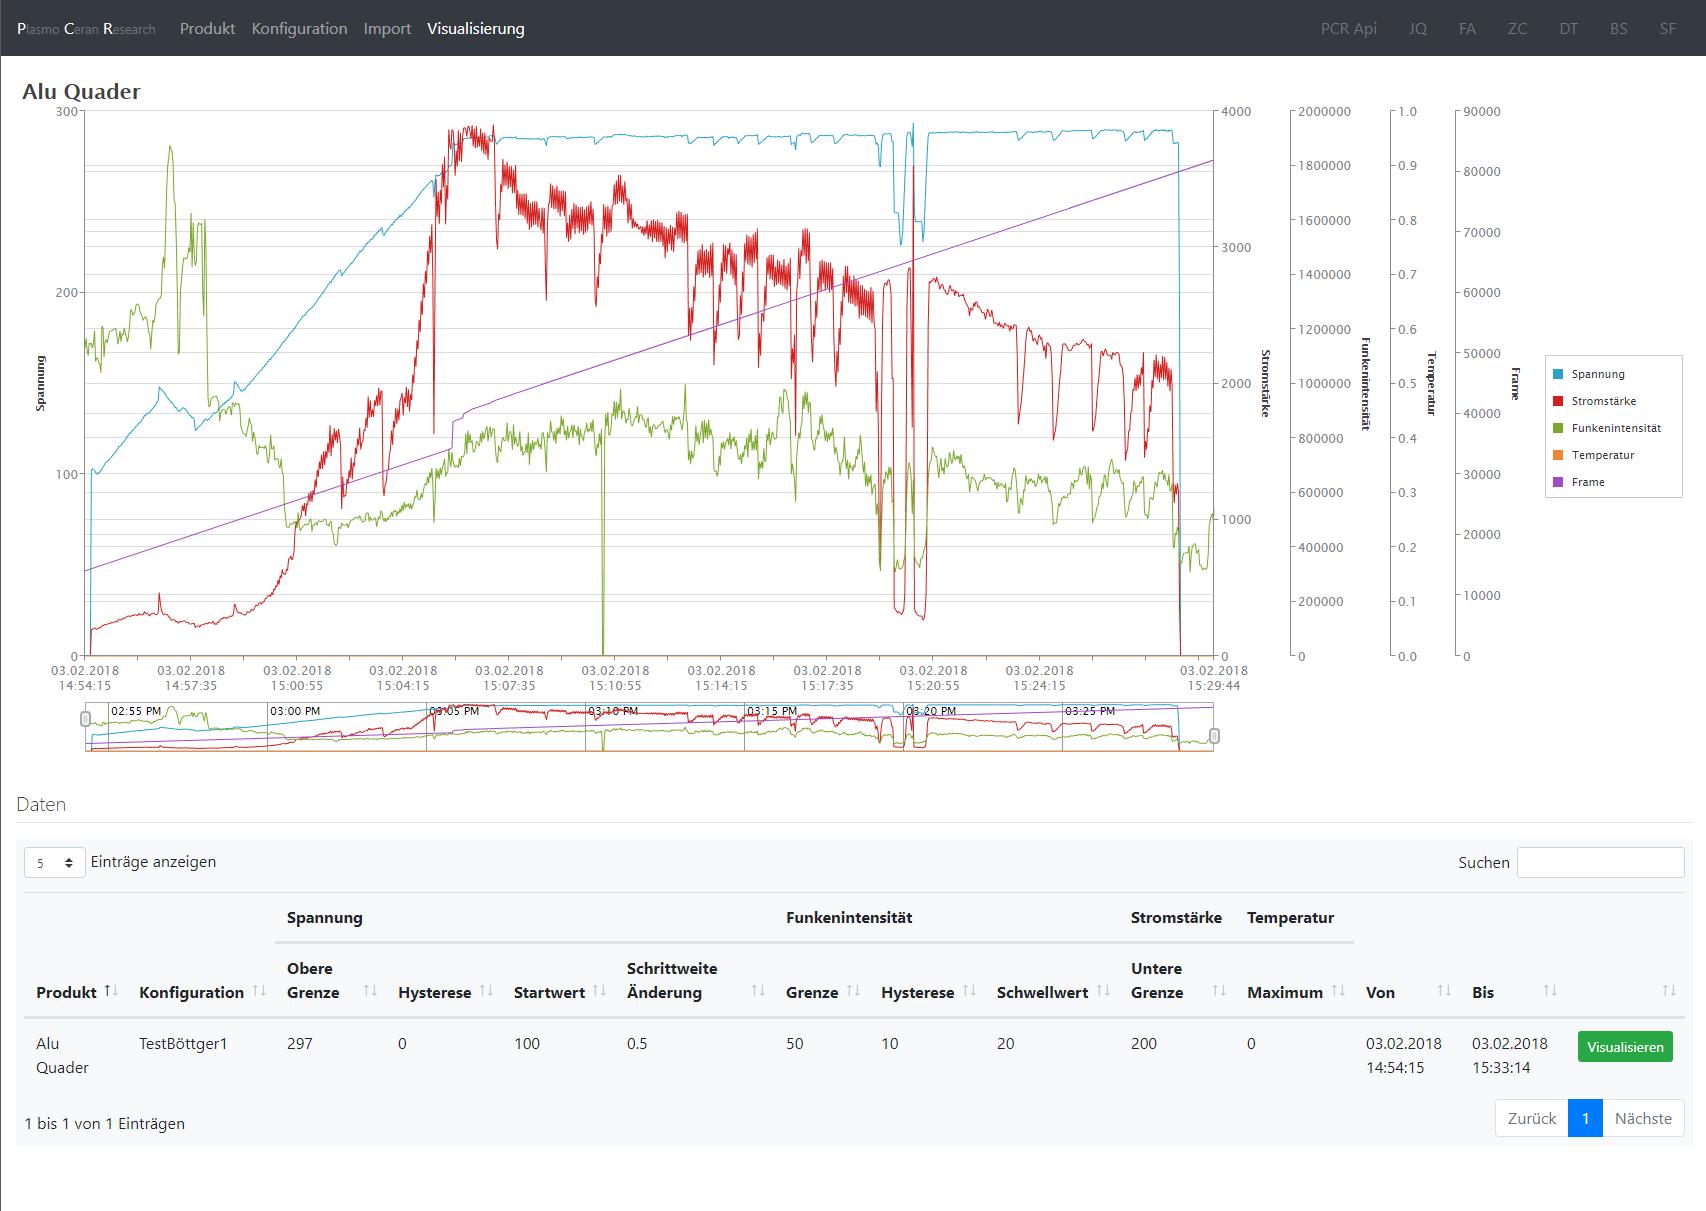 Plasmo Ceran Research Produkt Konfiguration Import Visualisierung PCR Api JQ FA ZC DT BS SF
Alu Quader
300
200
100
0
Spannung
4000
3000
2000
1000
0
Stromstärke
2000000
1800000
1600000
1400000
1200000
1000000
800000
600000
400000
200000
0
Funkenintensität
1.0
0.9
0.8
0.7
0.6
0.5
0.4
0.3
0.2
0.1
0.0
Temperatur
90000
80000
70000
60000
50000
40000
30000
20000
10000
0
Frame
Spannung
Stromstärke
Funkenintensität
Temperatur
Frame
03.02.2018 03.02.2018 03.02.2018 03.02.2018 03.02.2018 03.02.2018 03.02.2018 03.02.2018 03.02.2018 03.02.2018 03.02.2018
14:54:15 14:57:35 15:00:55 15:04:15 15:07:35 15:10:55 15:14:15 15:17:35 15:20:55 15:24:15 15:29:44
02:55 PM 03:00 PM 03:05 PM 03:10 PM 03:15 PM 03:20 PM 03:25 PM
Daten
5 Einträge anzeigen Suchen
Spannung Funkenintensität Stromstärke Temperatur
Obere Schrittweite Untere
Produkt Konfiguration Grenze Hysterese Startwert Änderung Grenze Hysterese Schwellwert Grenze Maximum Von Bis
Alu TestBöttger1 297 0 100 0.5 50 10 20 200 0 03.02.2018 03.02.2018 Visualisieren
Quader 14:54:15 15:33:14
1 bis 1 von 1 Einträgen Zurück 1 Nächste